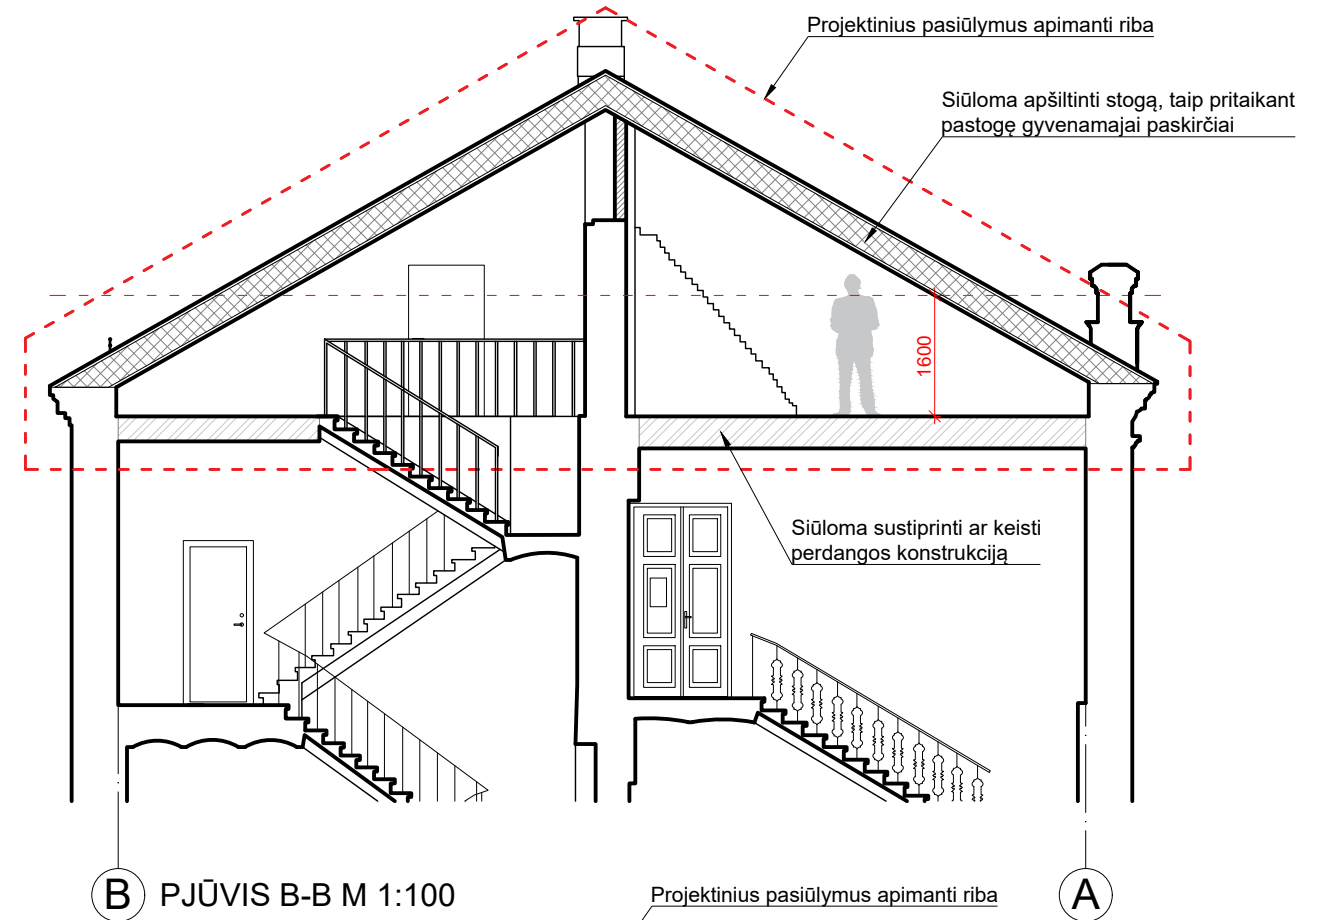 Projektinius pasiūlymus apimanti riba
Siūloma apšiltinti stogą, taip pritaikant
pastogę gyvenamajai paskirčiai
1600
Siūloma sustiprinti ar keisti
perdangos konstrukciją
B PJŪVIS B-B M 1:100
Projektinius pasiūlymus apimanti riba
A